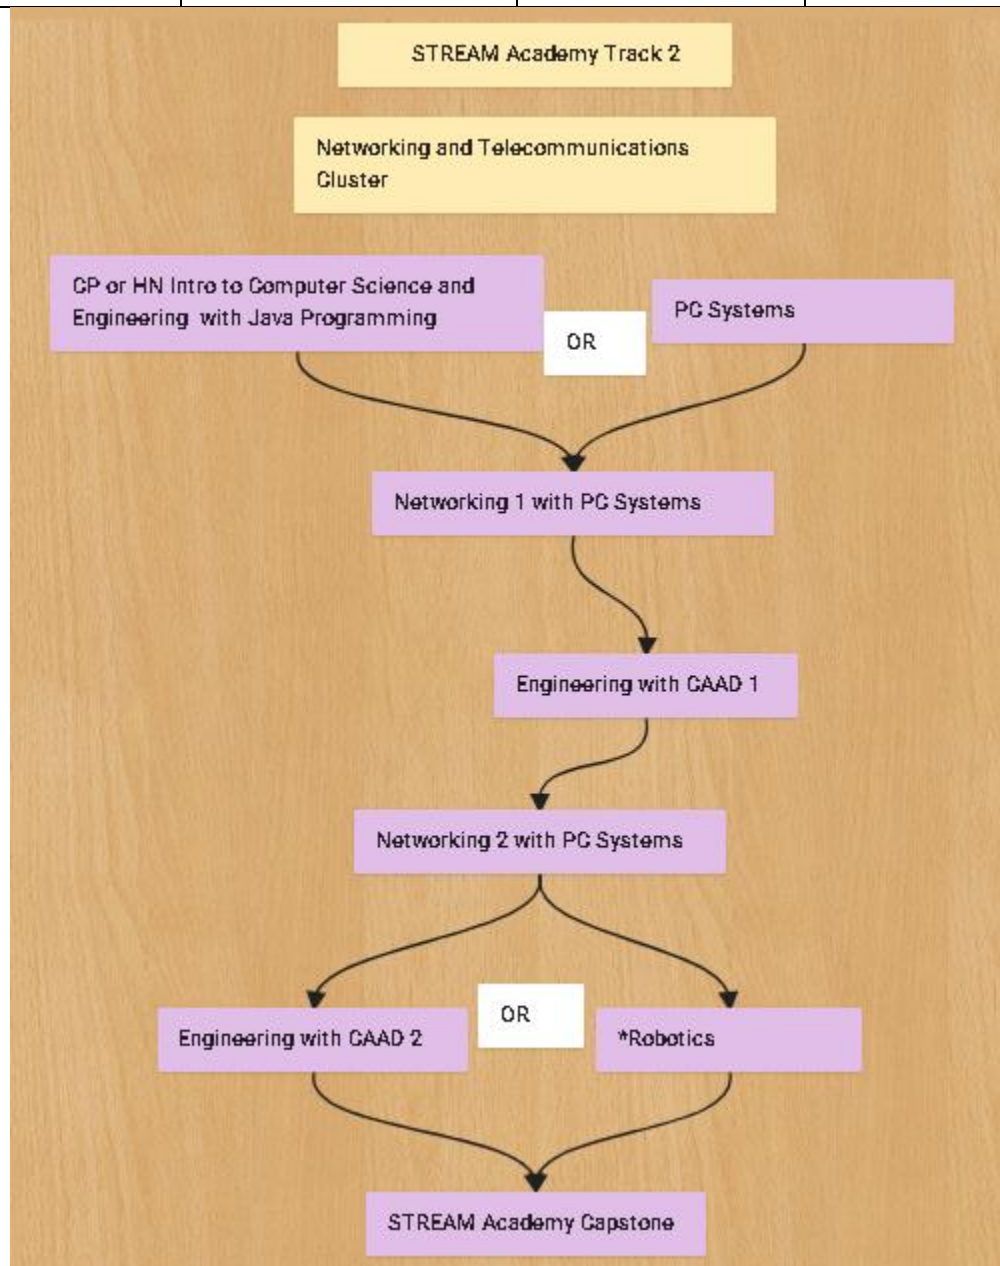 STREAM Academy Track 2
Networking and Telecommunications
Cluster
CP or HN Intro to Computer Science and
Engineering with Java Programming
OR
PC Systems
Networking 1 with PC Systems
Engineering with CAAD 1
Networking 2 with PC Systems
Engineering with CAAD 2
OR
*Robotics
STREAM Academy Capstone